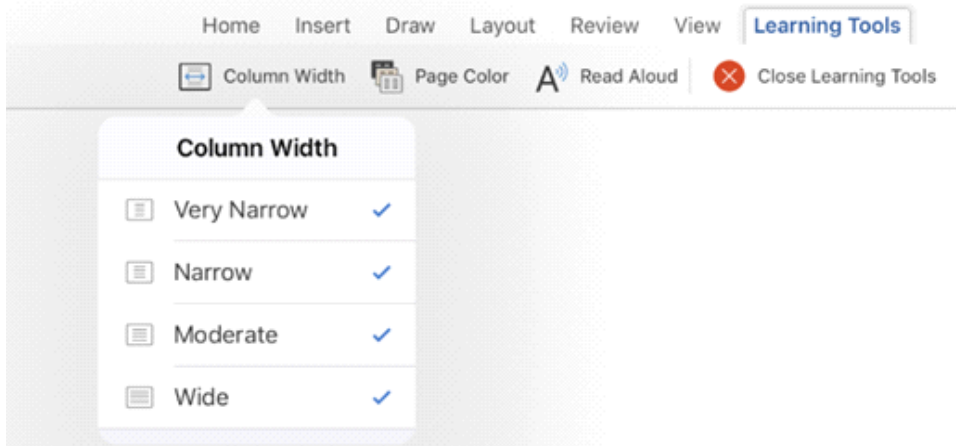 Home Insert Draw Layout Review View Learning Tools
Column Width Page Color Read Aloud Close Learning Tools
Column Width
Very Narrow
Narrow
Moderate
Wide